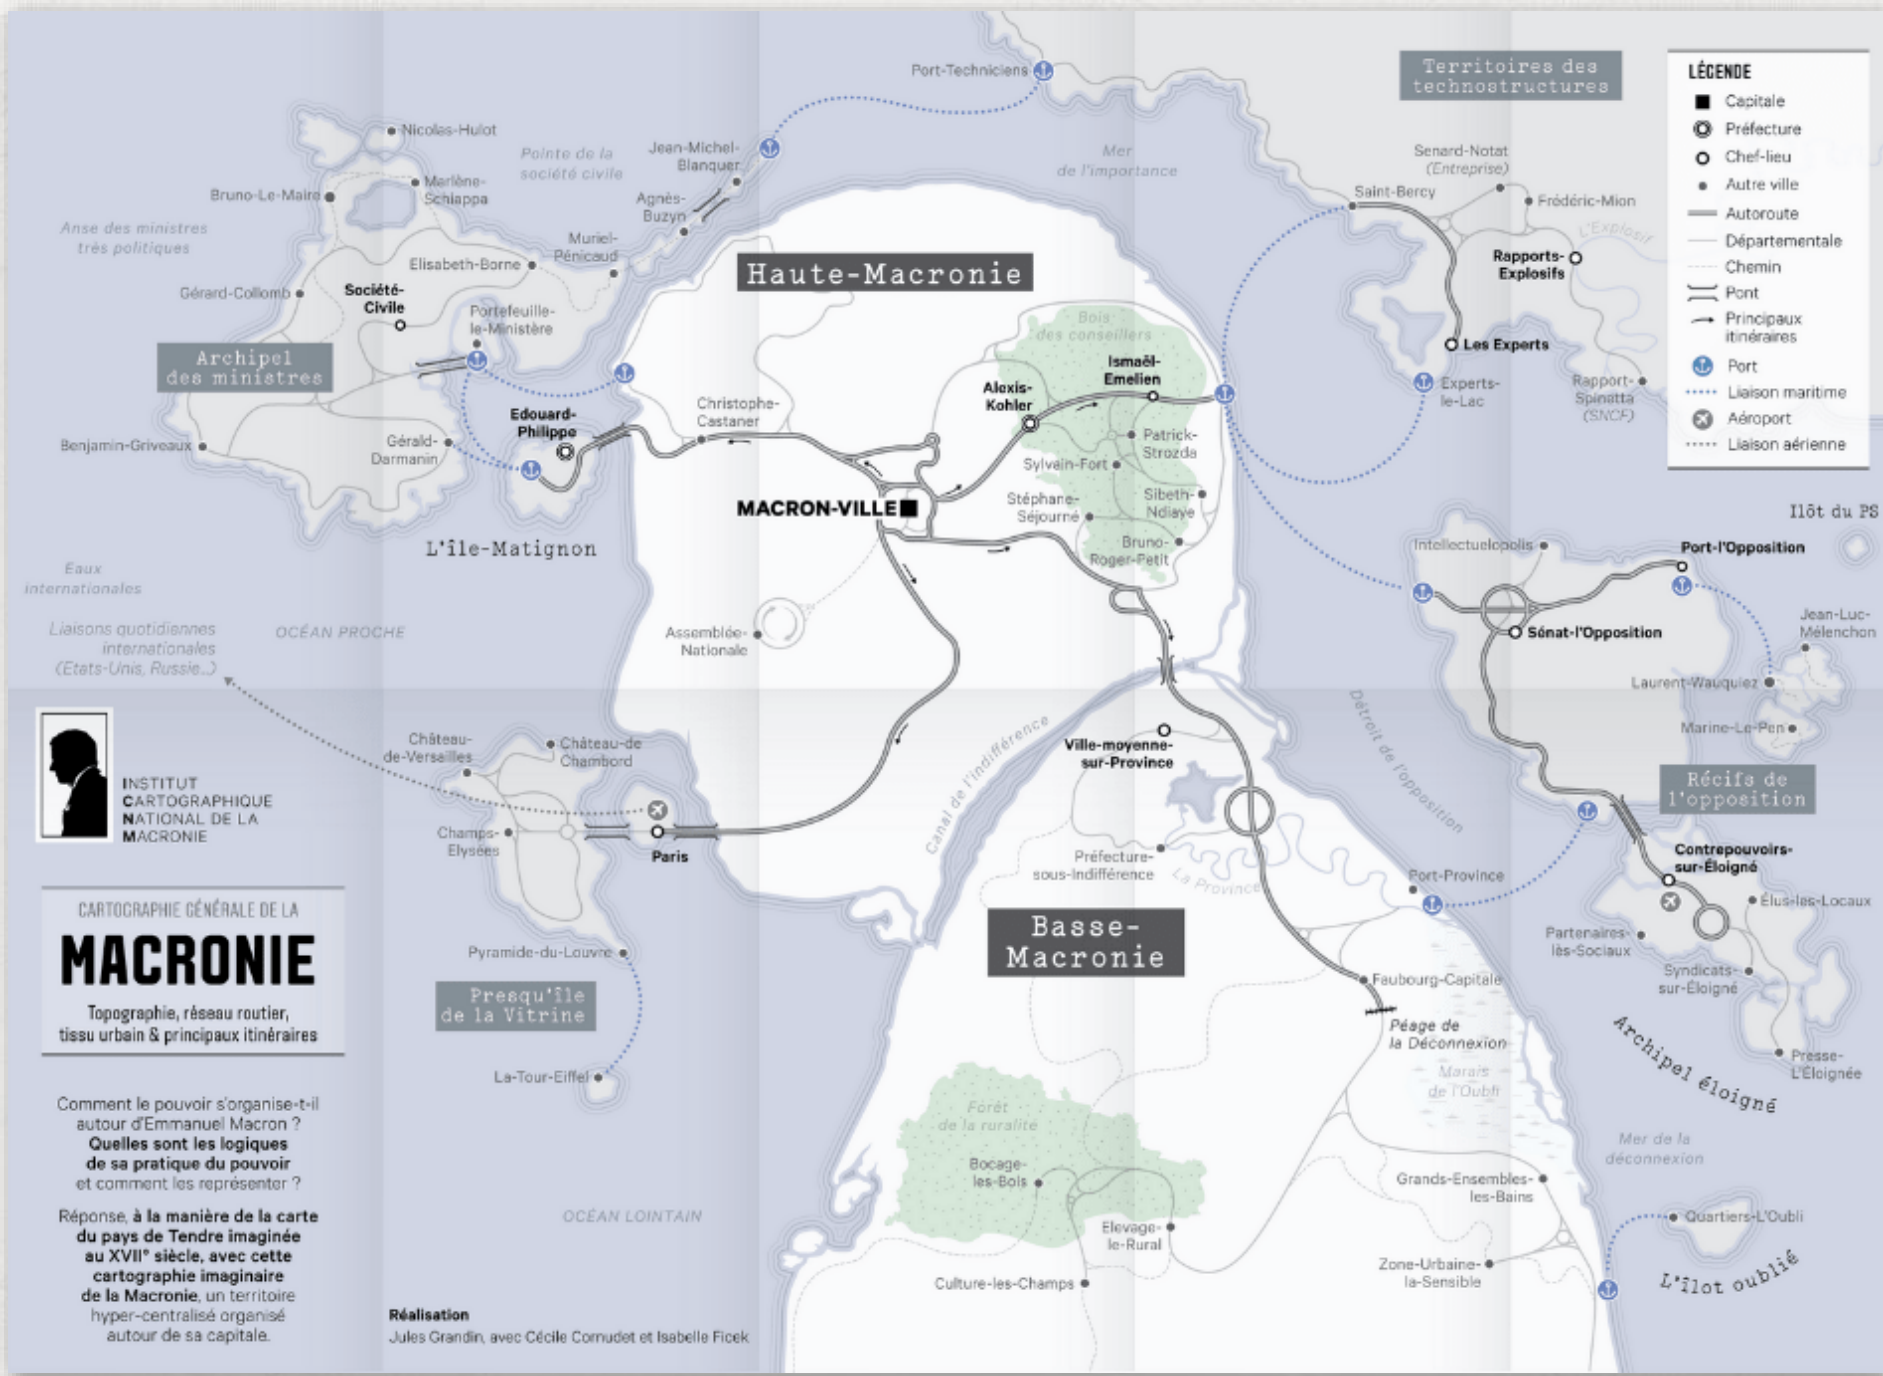 Port-Techniciens
Territoires des
technostructures
LÉGENDE
Capitale
Préfecture
Chef-lieu
Autre ville
Autoroute
Départementale
Chemin
Pont
Principaux
itinéraires
Port
Liaison maritime
Aéroport
Liaison aérienne
Nicolas-Hulot
Pointe de la
société civile
Jean-Michel-
Blanquer
Mer
de l'importance
Senard-Notat
(Entreprise)
Saint-Bercy
Frédéric-Mion
L'Explosif
Rapports-
Explosifs
Bruno-Le-Maire
Marlène-
Schiappa
Agnès-
Buzyn
Anse des ministres
très politiques
Muriel-
Pénicaud
Elisabeth-Borne
Haute-Macronie
Gérard-Collomb
Société-
Civile
Portefeuille-
le-Ministère
Archipel
des ministres
Bois
des conseillers
Ismaël-
Emelien
Alexis-
Kohler
Les Experts
Experts-
le-Lac
Rapport-
Spinetta
(SNCF)
Christophe-
Castaner
Edouard-
Philippe
Benjamin-Griveaux
Gérald-
Darmanin
Patrick-
Strozda
Sylvain-Fort
Stéphane-
Séjourné
Sibeth-
Ndiaye
Bruno-
Roger-Petit
MACRON-VILLE
L'île-Matignon
Ilôt du PS
Intellectuelopolis
Port-l'Opposition
Eaux
internationales
Liaisons quotidiennes
internationales
(Etats-Unis, Russie...)
OCÉAN PROCHE
Assemblée-
Nationale
Sénat-l'Opposition
Jean-Luc-
Mélenchon
Laurent-Wauquiez
Marine-Le-Pen
Détroit de l'opposition
Récifs de
l'opposition
Canal de l'indifférence
Ville-moyenne-
sur-Province
Château-
de-Versailles
Château-de
Chambord
INSTITUT
CARTOGRAPHIQUE
NATIONAL DE LA
MACRONIE
Champs-
Elysées
Paris
Préfecture-
sous-Indifférence
La Province
Port-Province
Contrepouvoirs-
sur-Éloigné
Élus-les-Locaux
Partenaires-
lès-Sociaux
Syndicats-
sur-Éloigné
Presse-
L'Éloignée
Archipel éloigné
CARTOGRAPHIE GÉNÉRALE DE LA
MACRONIE
Topographie, réseau routier,
tissu urbain & principaux itinéraires
Pyramide-du-Louvre
Presqu'île
de la Vitrine
La-Tour-Eiffel
Basse-
Macronie
Faubourg-Capitale
Péage de
la Déconnexion
Marais
de l'Oubli
Forêt
de la ruralité
Bocage-
les-Bois
Elevage-
le-Rural
Culture-les-Champs
Grands-Ensembles-
les-Bains
Zone-Urbaine-
la-Sensible
Mer de la
déconnexion
Quartiers-L'Oubli
L'îlot oublié
OCÉAN LOINTAIN
Comment le pouvoir s'organise-t-il
autour d'Emmanuel Macron ?
Quelles sont les logiques
de sa pratique du pouvoir
et comment les représenter ?
Réponse, à la manière de la carte
du pays de Tendre imaginée
au XVIIe siècle, avec cette
cartographie imaginaire
de la Macronie, un territoire
hyper-centralisé organisé
autour de sa capitale.
Réalisation
Jules Grandin, avec Cécile Cornudet et Isabelle Ficek